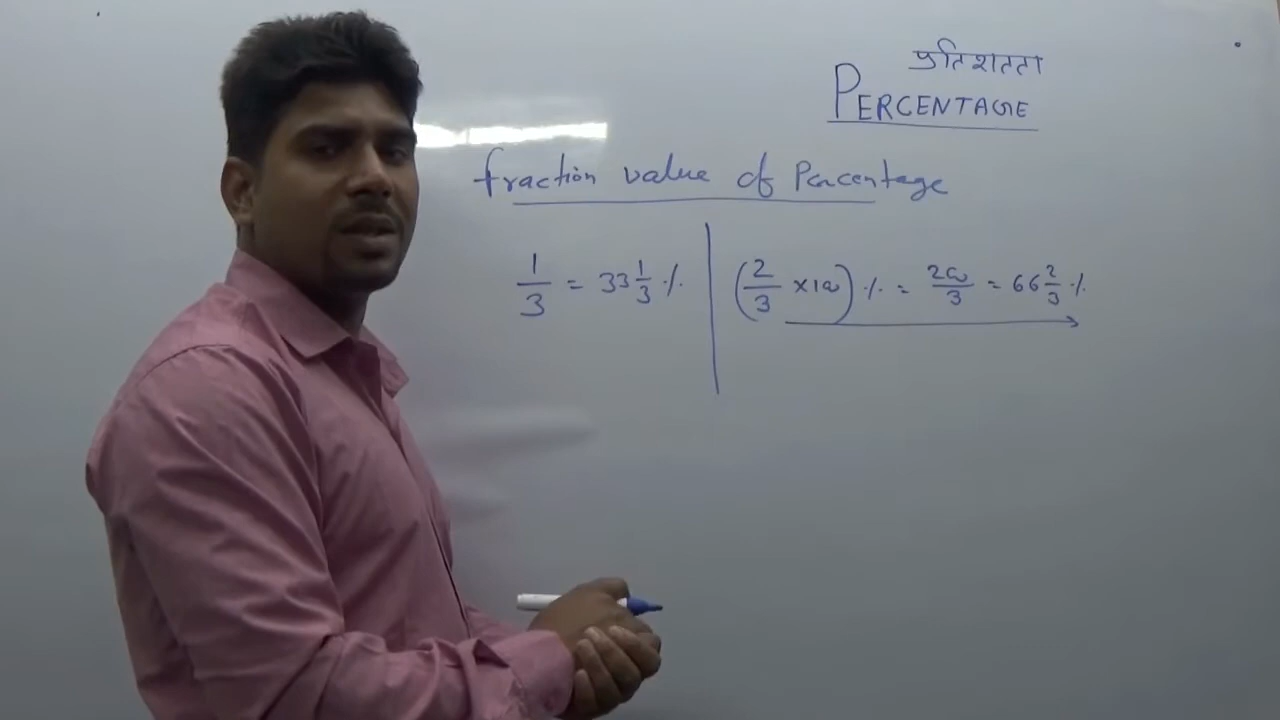 प्रतिशतता
PERCENTAGE
fraction value of Percentage
1/3 = 33 1/3 % | (2/3 ×100) % = 200/3 = 66 2/3 %